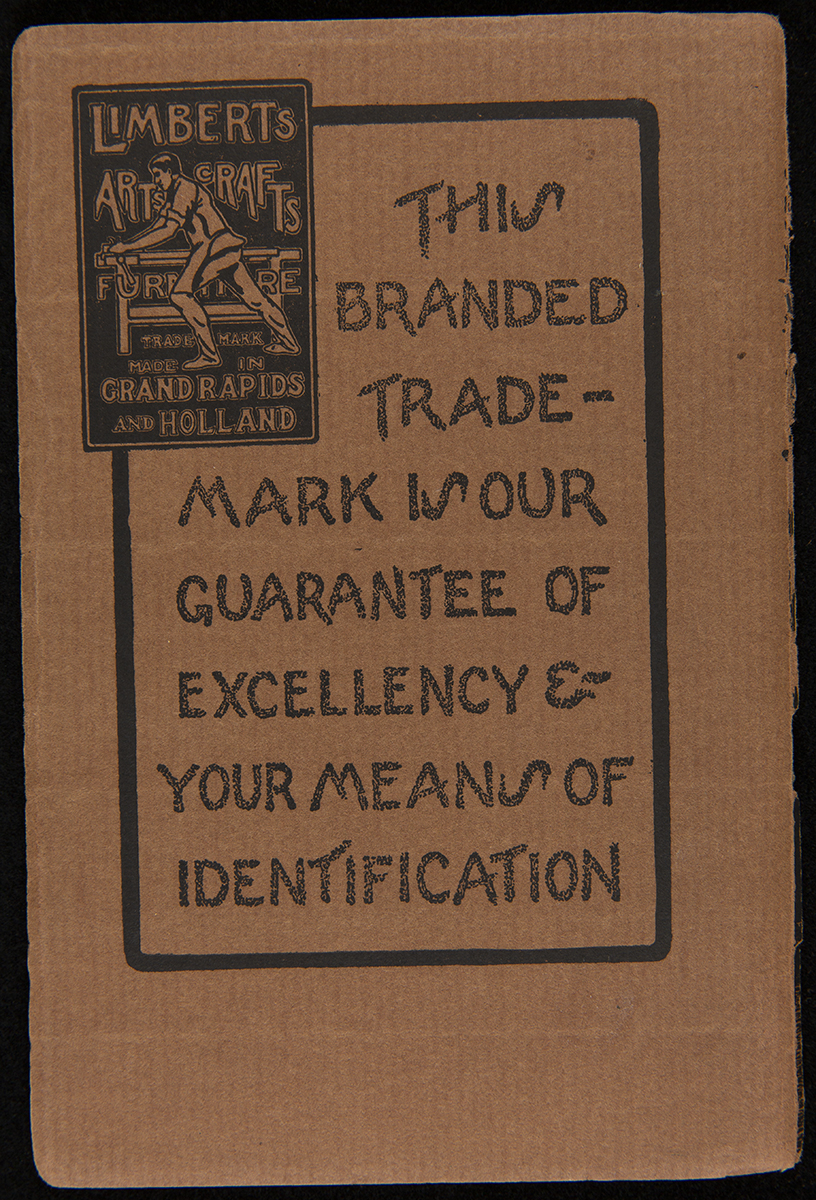 LIMBERTS
ARTS CRAFTS
FURNITURE
TRADE MARK
MADE IN
GRAND RAPIDS
AND HOLLAND
THIS
BRANDED
TRADE-
MARK IS OUR
GUARANTEE OF
EXCELLENCY &
YOUR MEANS OF
IDENTIFICATION